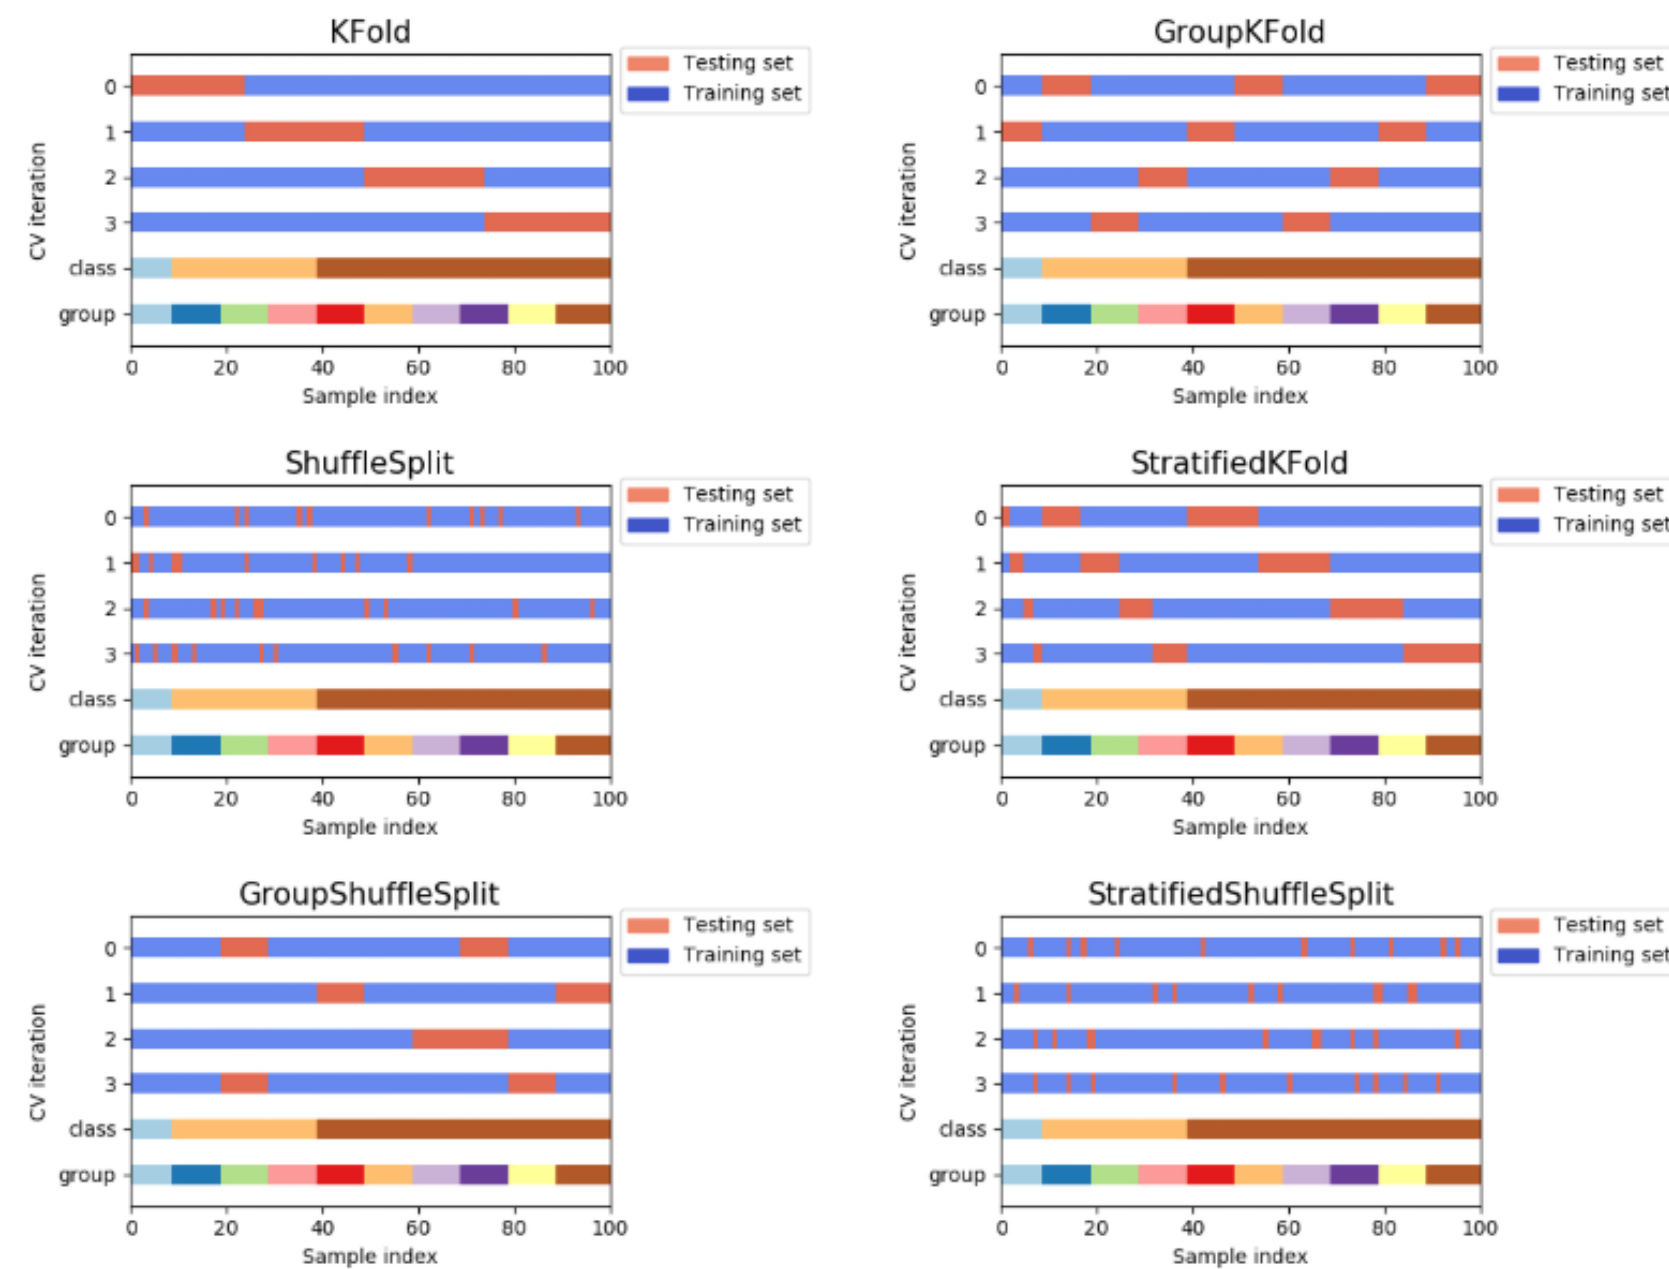 KFold
Testing set
Training set
0
1
2
3
class
group
CV iteration
0 20 40 60 80 100
Sample index
GroupKFold
Testing set
Training set
0
1
2
3
class
group
CV iteration
0 20 40 60 80 100
Sample index
ShuffleSplit
Testing set
Training set
0
1
2
3
class
group
CV iteration
0 20 40 60 80 100
Sample index
StratifiedKFold
Testing set
Training set
0
1
2
3
class
group
CV iteration
0 20 40 60 80 100
Sample index
GroupShuffleSplit
Testing set
Training set
0
1
2
3
class
group
CV iteration
0 20 40 60 80 100
Sample index
StratifiedShuffleSplit
Testing set
Training set
0
1
2
3
class
group
CV iteration
0 20 40 60 80 100
Sample index